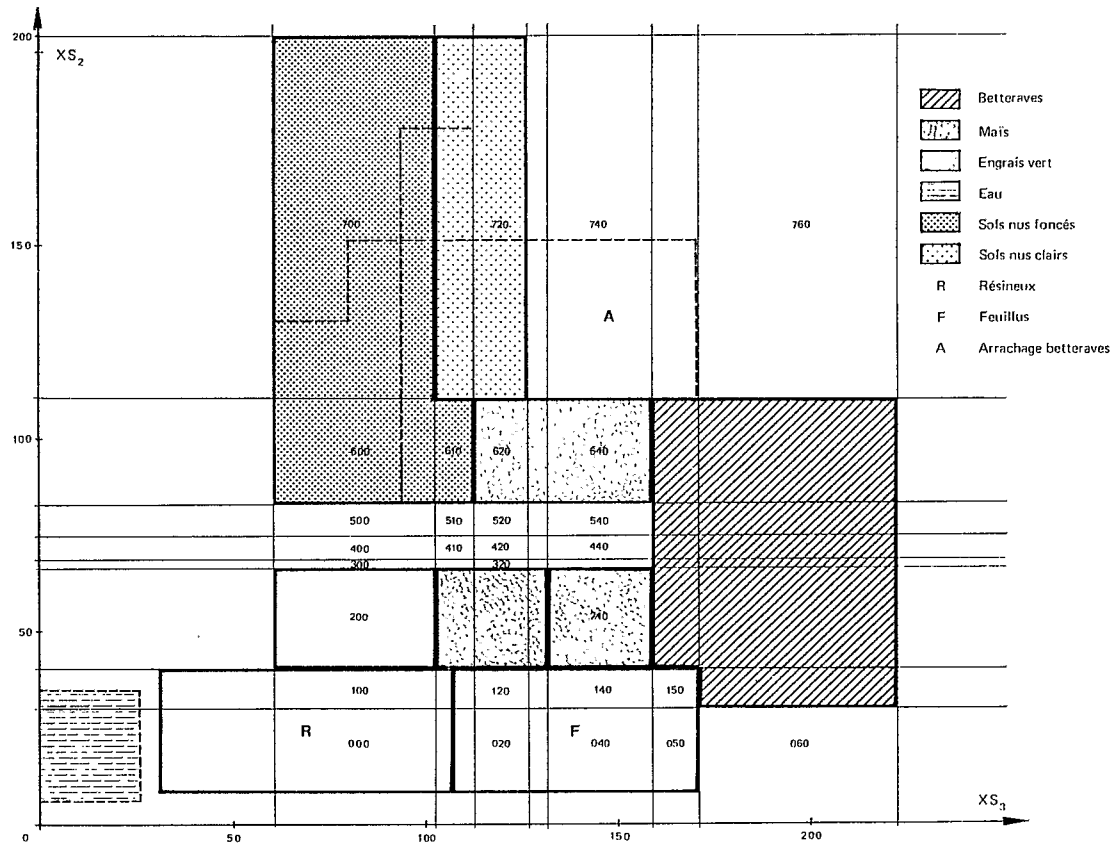 200
XS2
Betteraves
Maïs
Engrais vert
Eau
Sols nus foncés
Sols nus clairs
R Résineux
F Feuillus
A Arrachage betteraves
700 720 740 760
150
A
100
600 610 620 640
500 510 520 540
400 410 420 440
300 320
200
50
100 120 140 150
R F
000 020 040 050 060
XS3
0 50 100 150 200